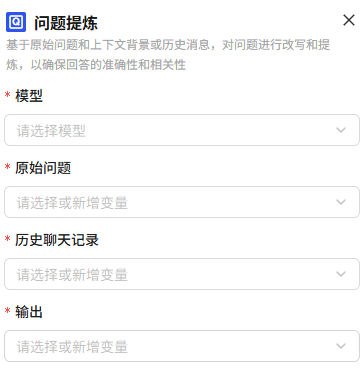 问题提炼
基于原始问题和上下文背景或历史消息，对问题进行改写和提
炼，以确保回答的准确性和相关性
* 模型
请选择模型
* 原始问题
请选择或新增变量
* 历史聊天记录
请选择或新增变量
* 输出
请选择或新增变量